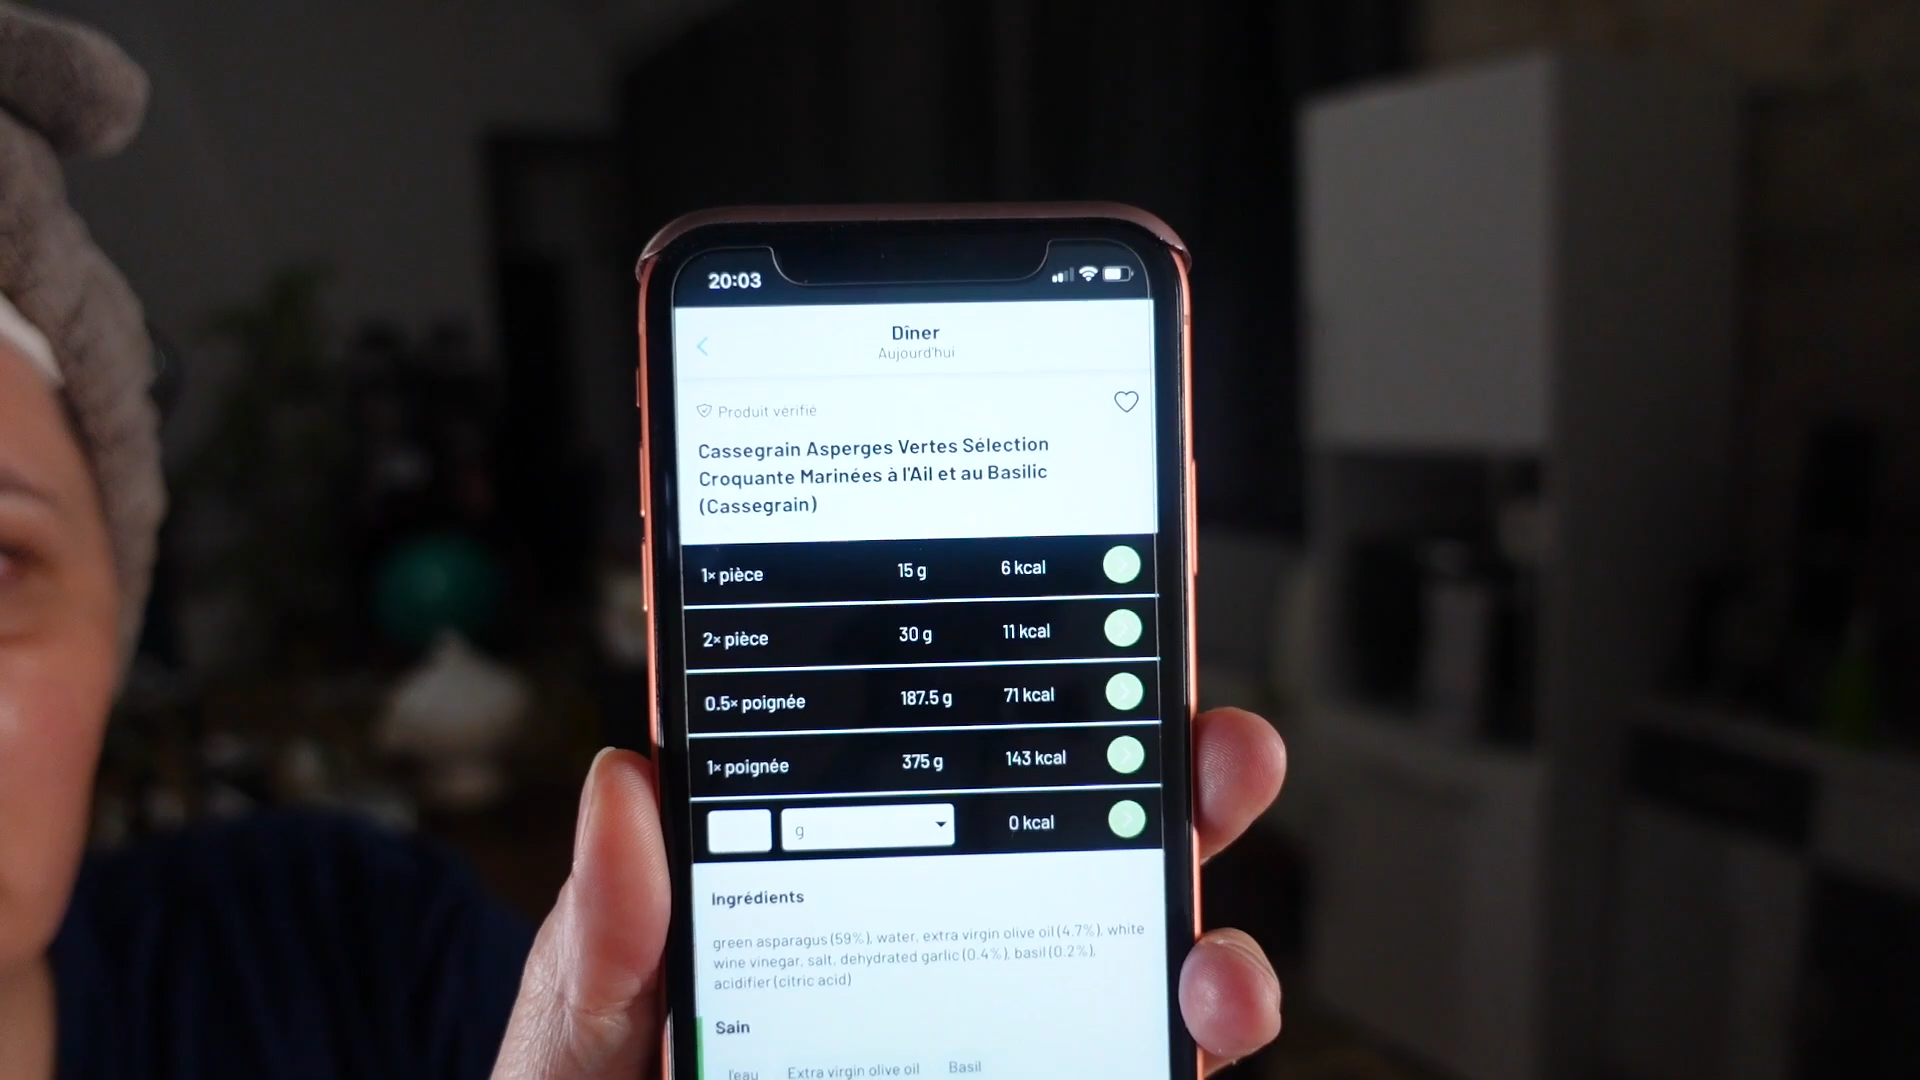 20:03
Dîner
Aujourd'hui
Produit vérifié
Cassegrain Asperges Vertes Sélection
Croquante Marinées à l'Ail et au Basilic
(Cassegrain)
1× pièce 15 g 6 kcal
2× pièce 30 g 11 kcal
0.5× poignée 187.5 g 71 kcal
1× poignée 375 g 143 kcal
g 0 kcal
Ingrédients
green asparagus (59%), water, extra virgin olive oil (4.7%), white
wine vinegar, salt, dehydrated garlic (0.4%), basil (0.2%),
acidifier (citric acid)
Sain
l'eau Extra virgin olive oil Basil